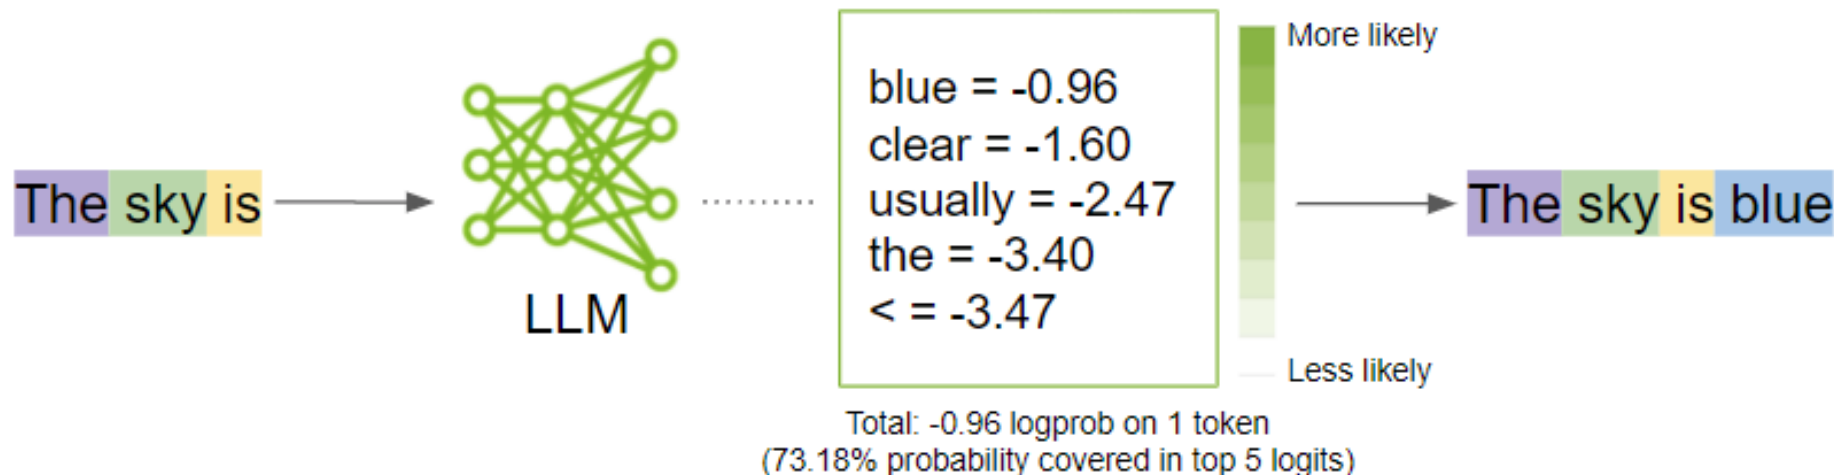 The sky is
LLM
blue = -0.96
clear = -1.60
usually = -2.47
the = -3.40
< = -3.47
Total: -0.96 logprob on 1 token
(73.18% probability covered in top 5 logits)
More likely
Less likely
The sky is blue